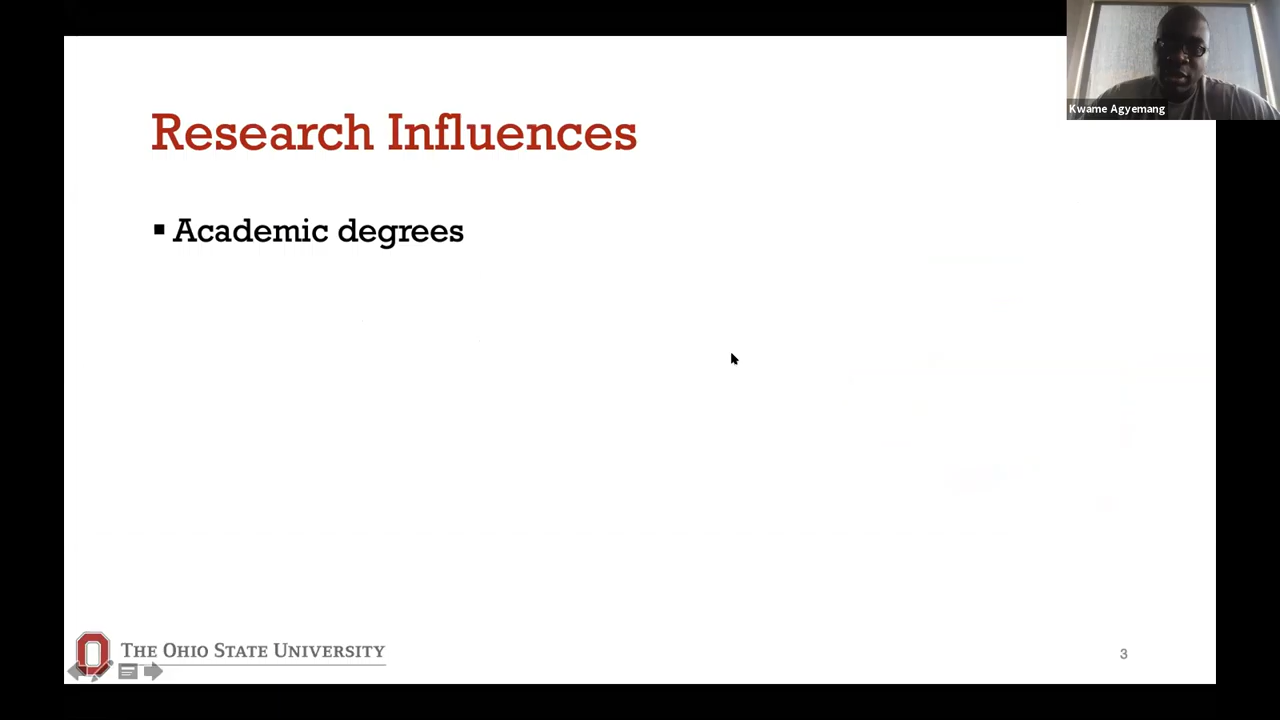 Kwame Agyemang
Research Influences
▪ Academic degrees
THE OHIO STATE UNIVERSITY
3